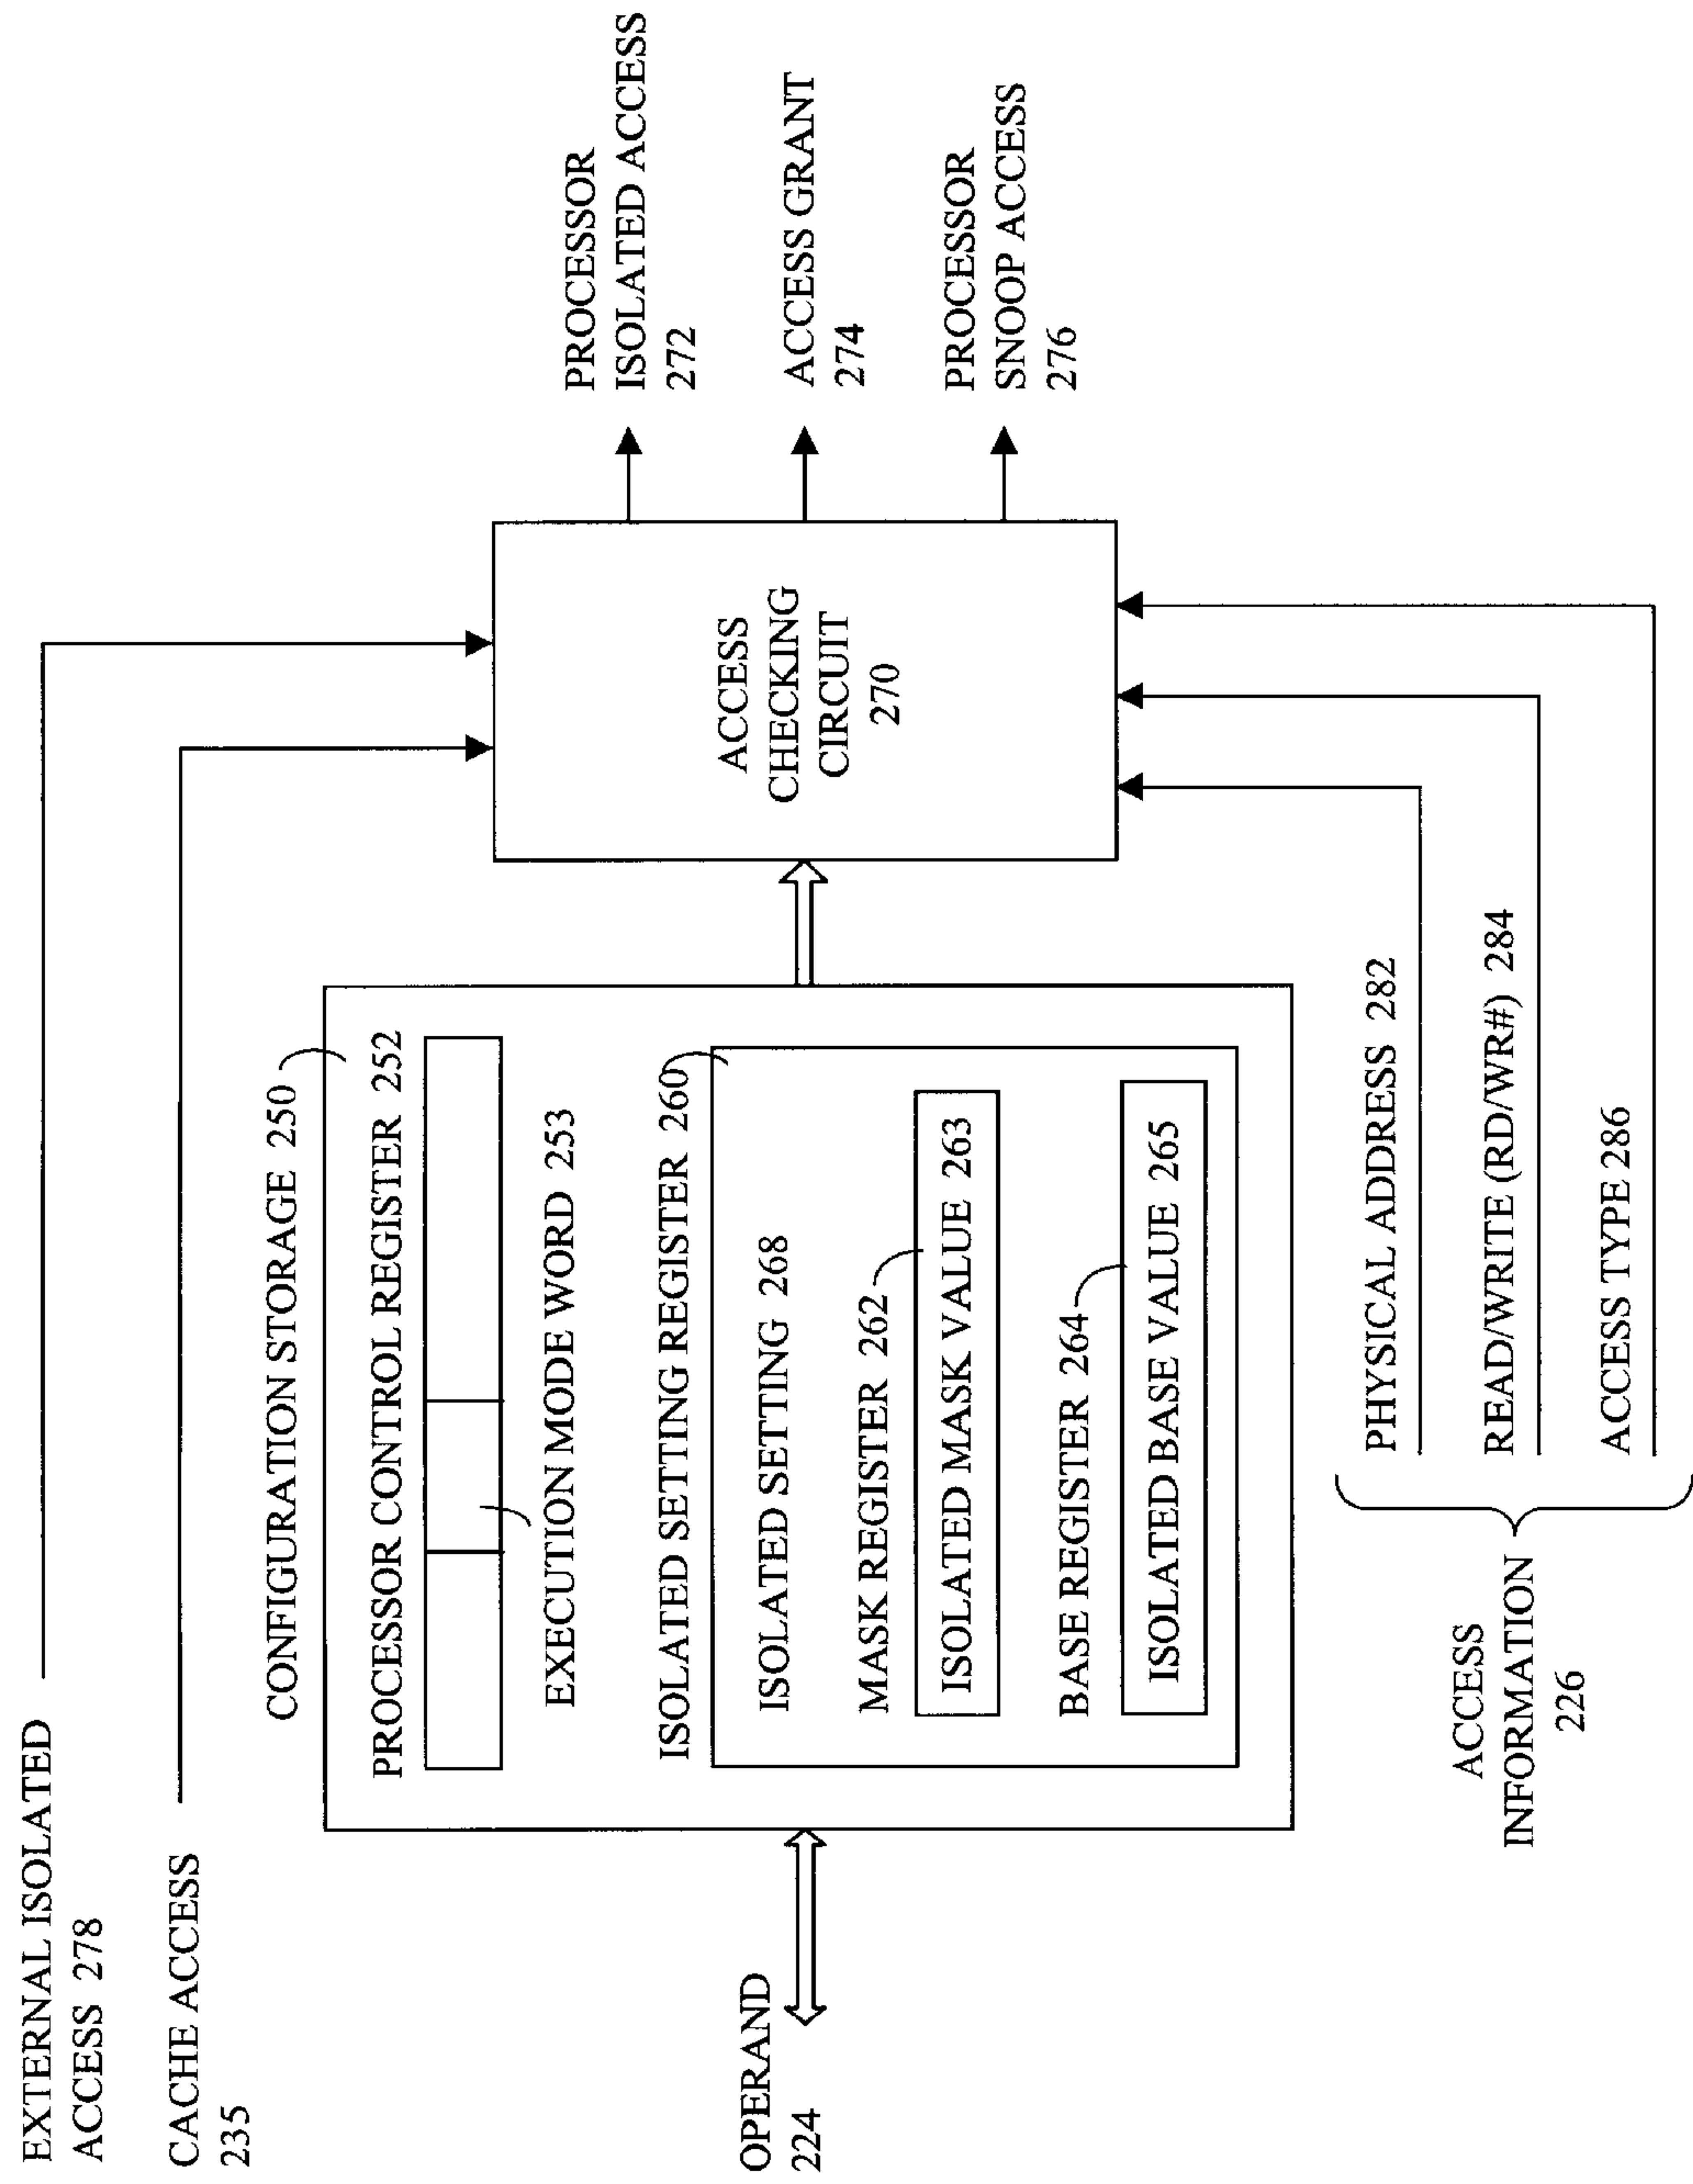 EXTERNAL ISOLATED
ACCESS 278
CACHE ACCESS
235
CONFIGURATION STORAGE 250
PROCESSOR CONTROL REGISTER 252
EXECUTION MODE WORD 253
ISOLATED SETTING REGISTER 260
ISOLATED SETTING 268
MASK REGISTER 262
ISOLATED MASK VALUE 263
BASE REGISTER 264
ISOLATED BASE VALUE 265
OPERAND
224
ACCESS
CHECKING
CIRCUIT
270
PROCESSOR
ISOLATED ACCESS
272
ACCESS GRANT
274
PROCESSOR
SNOOP ACCESS
276
PHYSICAL ADDRESS 282
READ/WRITE (RD/WR#) 284
ACCESS TYPE 286
ACCESS
INFORMATION
226